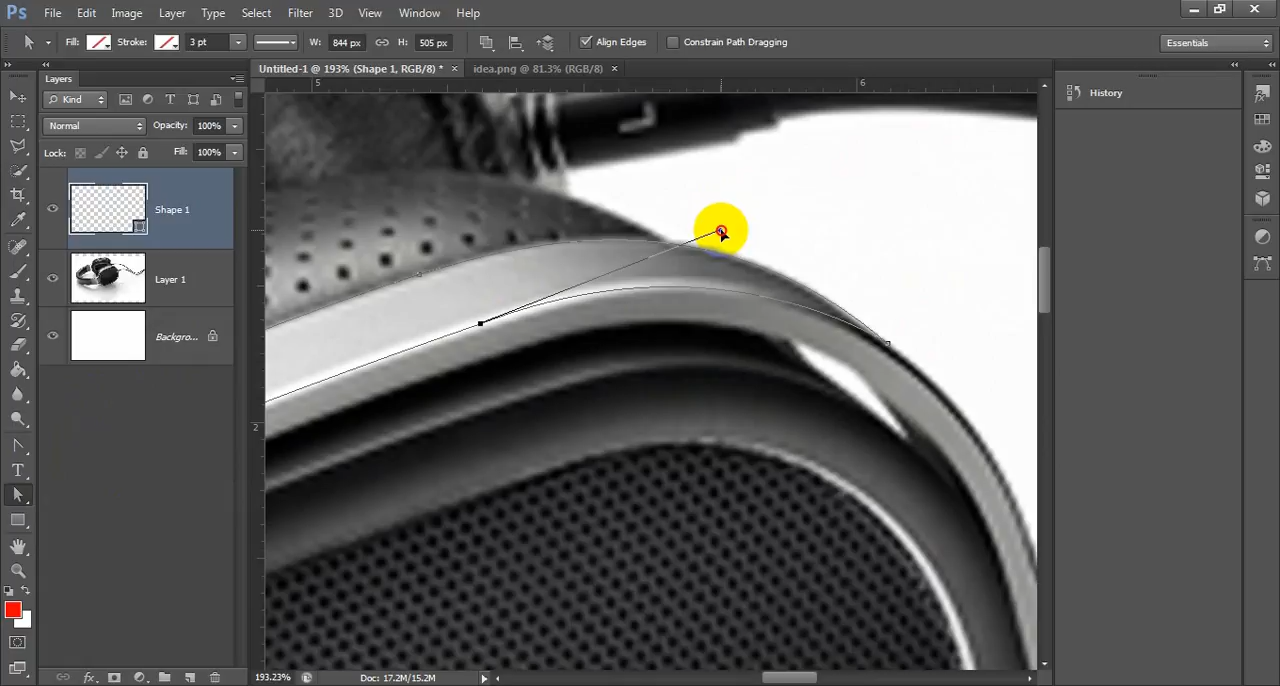 Ps File Edit Image Layer Type Select Filter 3D View Window Help
Fill: Stroke: 3 pt W: 844 px H: 505 px Align Edges Constrain Path Dragging Essentials
Layers
Untitled-1 @ 193% (Shape 1, RGB/8) * × idea.png @ 81.3% (RGB/8) ×
Kind
5 6
History
Normal Opacity: 100%
Lock: Fill: 100%
Shape 1
Layer 1
Backgro...
2
T
fx
193.23% Doc: 17.2M/15.2M